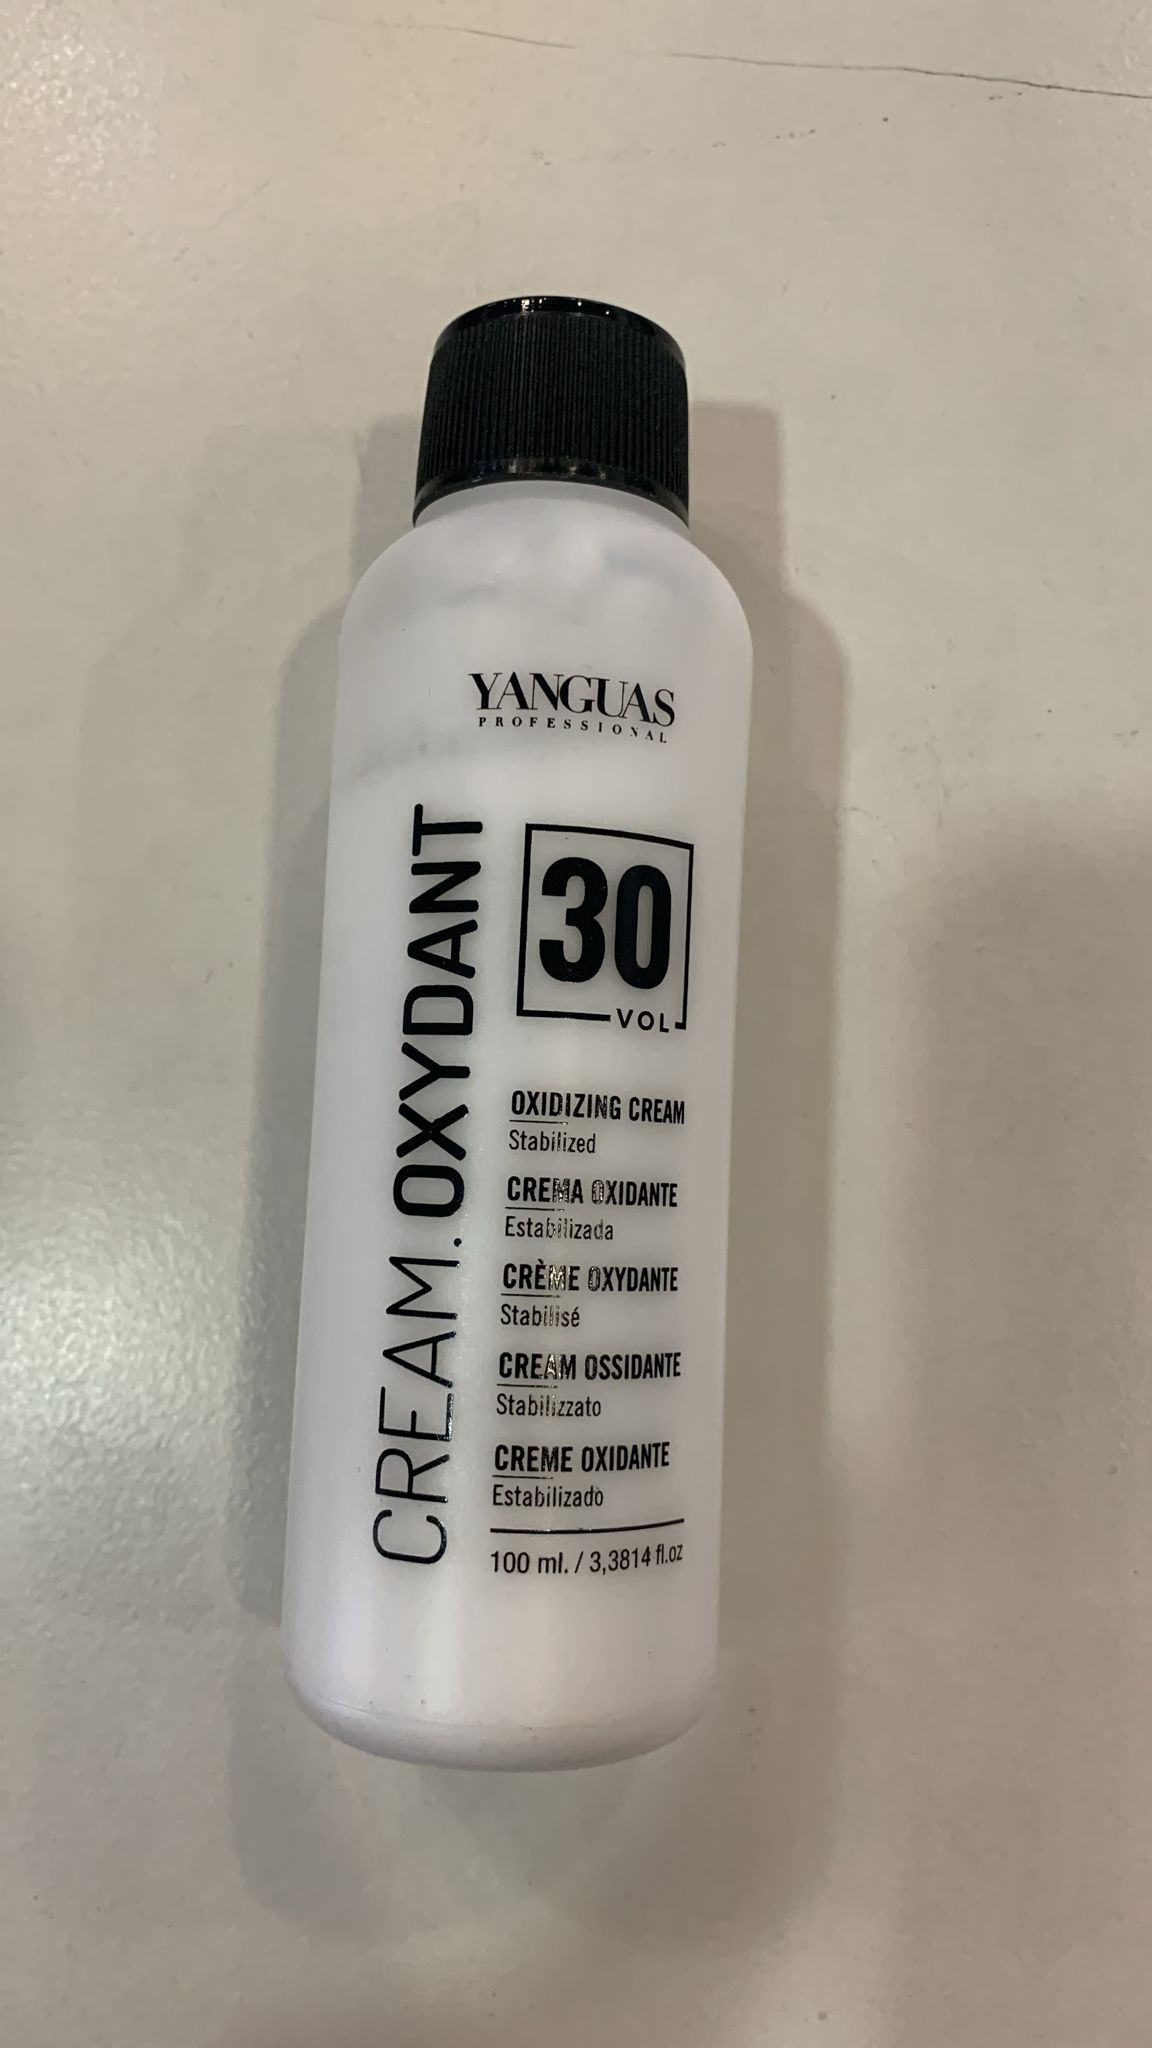 YANGUAS
PROFESSIONAL
CREAM.OXYDANT
30
VOL
OXIDIZING CREAM
Stabilized
CREMA OXIDANTE
Estabilizada
CRÈME OXYDANTE
Stabilisé
CREAM OSSIDANTE
Stabilizzato
CREME OXIDANTE
Estabilizado
100 ml. / 3,3814 fl.oz